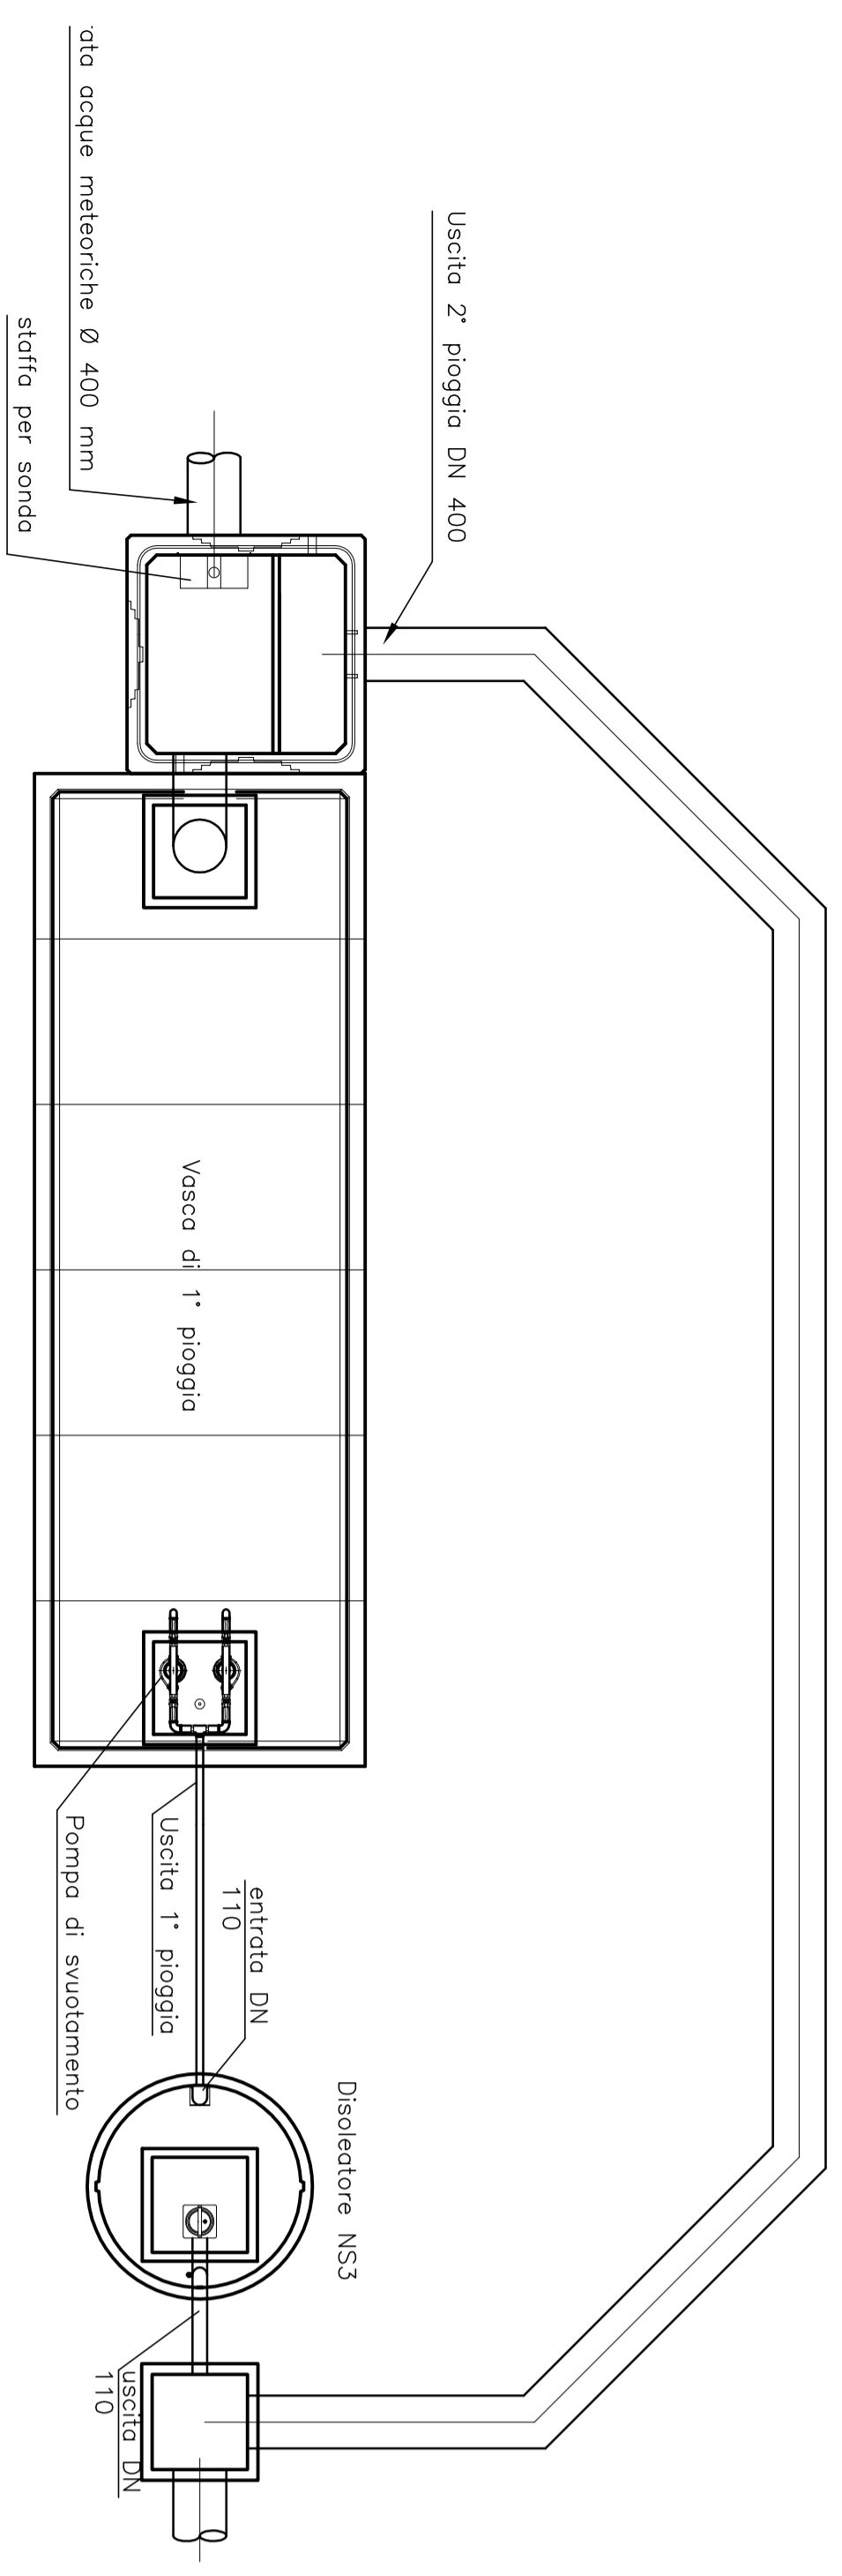 Uscita 2° pioggia DN 400
ata acque meteoriche Ø 400 mm
staffa per sonda
Vasca di 1° pioggia
Disoleatore NS3
entrata DN
110
Uscita 1° pioggia
Pompa di svuotamento
uscita DN
110